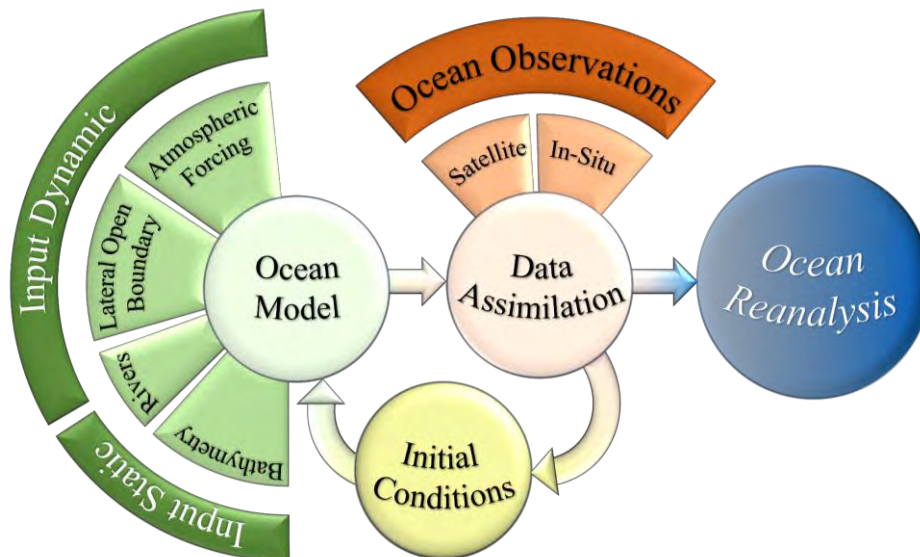 Input Dynamic
Input Static
Atmospheric
Forcing
Lateral Open
Boundary
Rivers
Bathymetry
Ocean
Model
Ocean Observations
Satellite
In-Situ
Data
Assimilation
Initial
Conditions
Ocean
Reanalysis